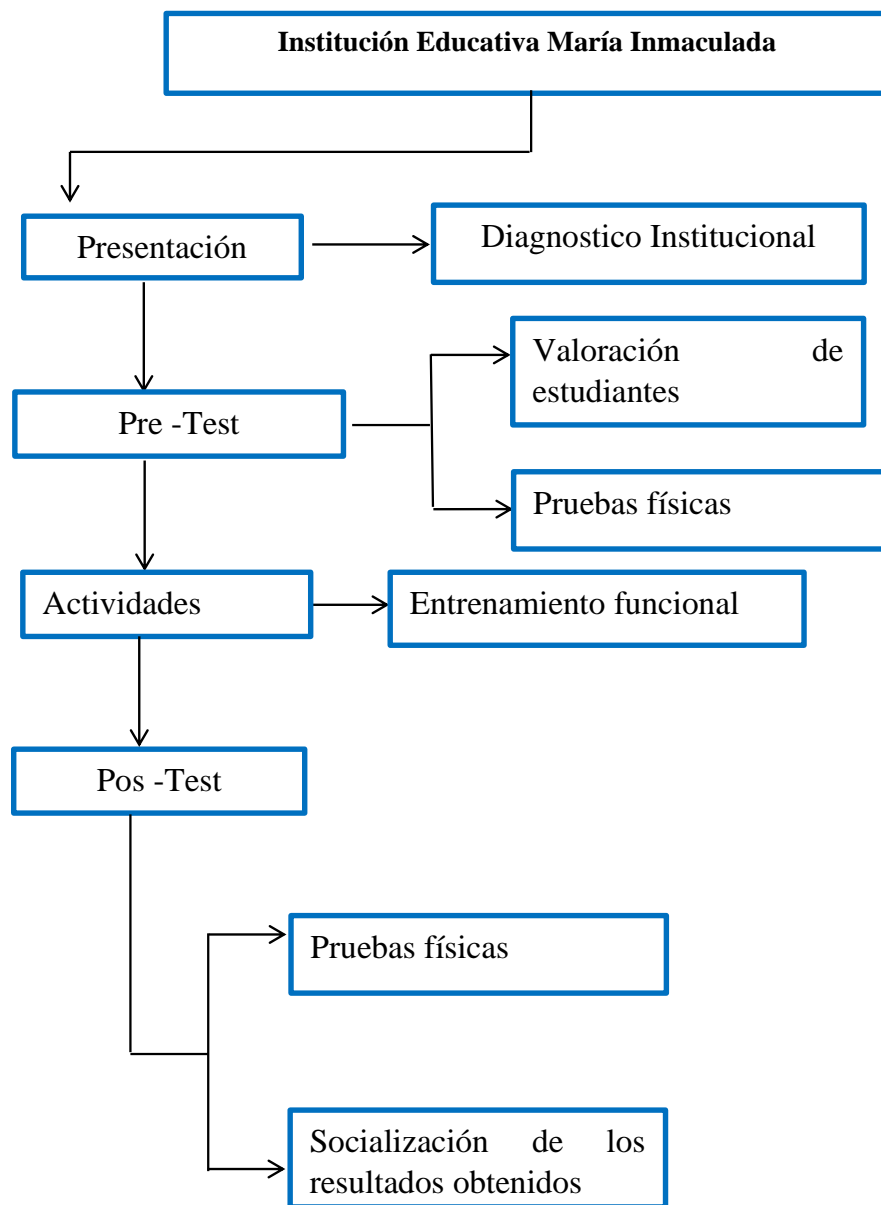 Institución Educativa María Inmaculada
Presentación
Diagnostico Institucional
Valoración de
estudiantes
Pre -Test
Pruebas físicas
Actividades
Entrenamiento funcional
Pos -Test
Pruebas físicas
Socialización de los
resultados obtenidos